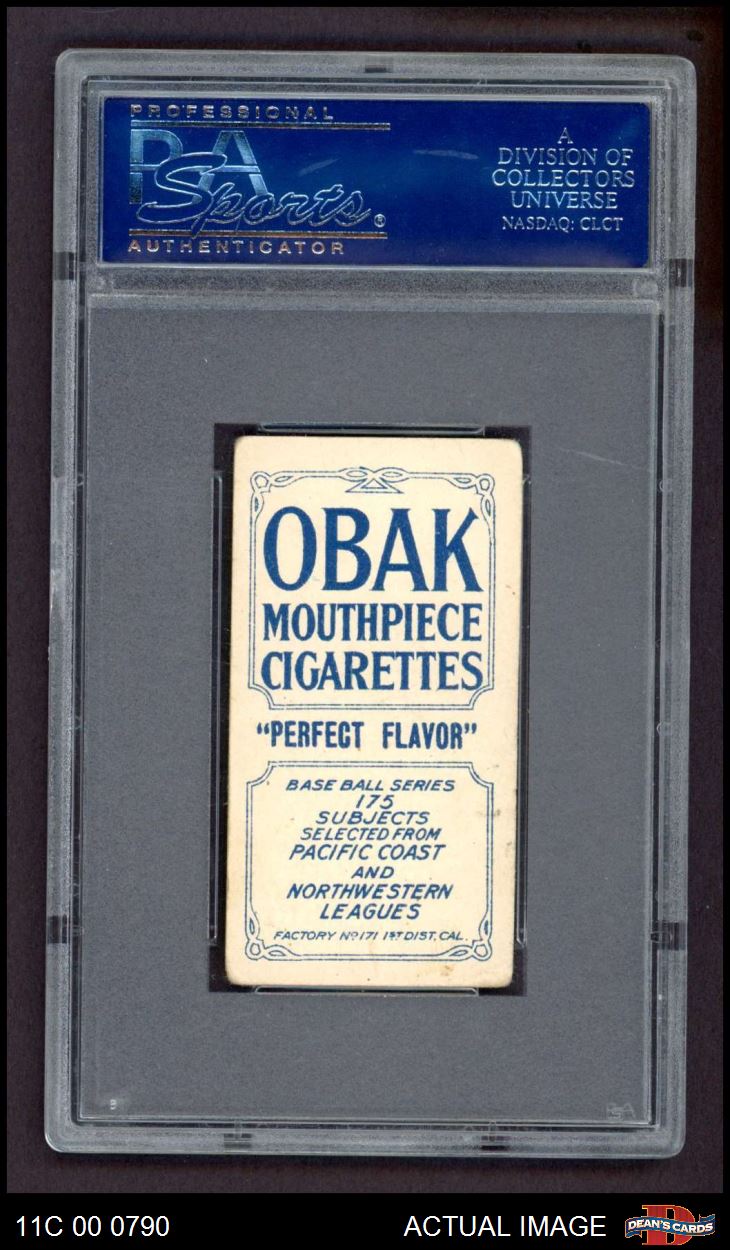 PROFESSIONAL
PSA
Sports®
AUTHENTICATOR
A
DIVISION OF
COLLECTORS
UNIVERSE
NASDAQ: CLCT
OBAK
MOUTHPIECE
CIGARETTES
"PERFECT FLAVOR"
BASE BALL SERIES
175
SUBJECTS
SELECTED FROM
PACIFIC COAST
AND
NORTHWESTERN
LEAGUES
FACTORY Nº 171 1ST DIST. CAL.
PSA
11C 00 0790
ACTUAL IMAGE
D
DEAN'S CARDS